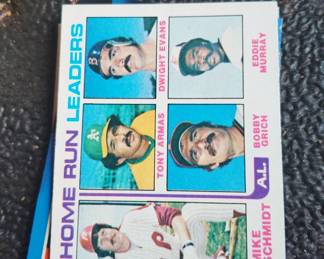 HOME RUN LEADERS
DWIGHT EVANS
EDDIE
MURRAY
TONY ARMAS
BOBBY
GRICH
A.L.
MIKE
SCHMIDT